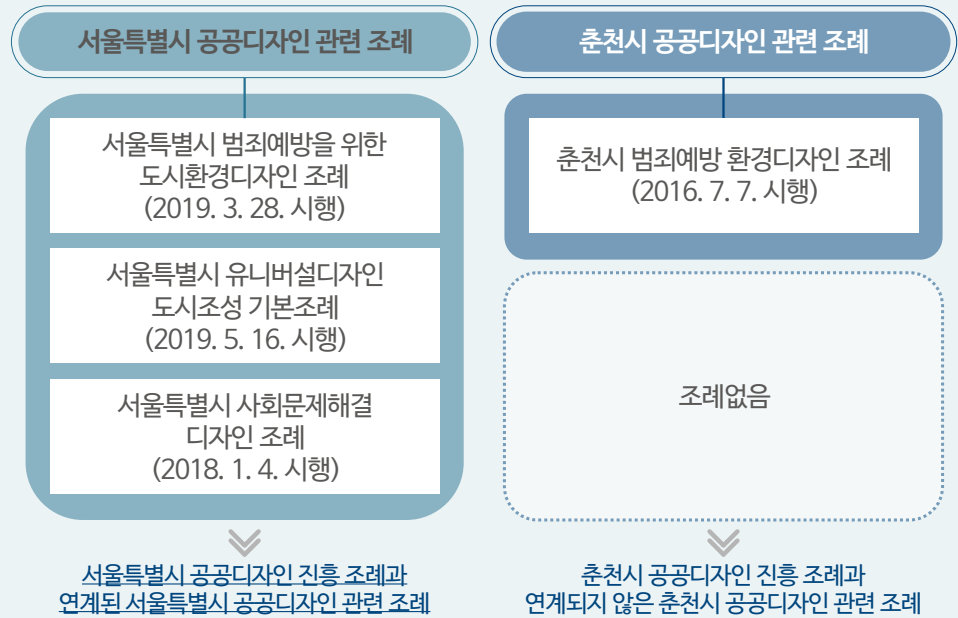 서울특별시 공공디자인 관련 조례
서울특별시 범죄예방을 위한
도시환경디자인 조례
(2019. 3. 28. 시행)
서울특별시 유니버설디자인
도시조성 기본조례
(2019. 5. 16. 시행)
서울특별시 사회문제해결
디자인 조례
(2018. 1. 4. 시행)
서울특별시 공공디자인 진흥 조례과
연계된 서울특별시 공공디자인 관련 조례
춘천시 공공디자인 관련 조례
춘천시 범죄예방 환경디자인 조례
(2016. 7. 7. 시행)
조례없음
춘천시 공공디자인 진흥 조례과
연계되지 않은 춘천시 공공디자인 관련 조례